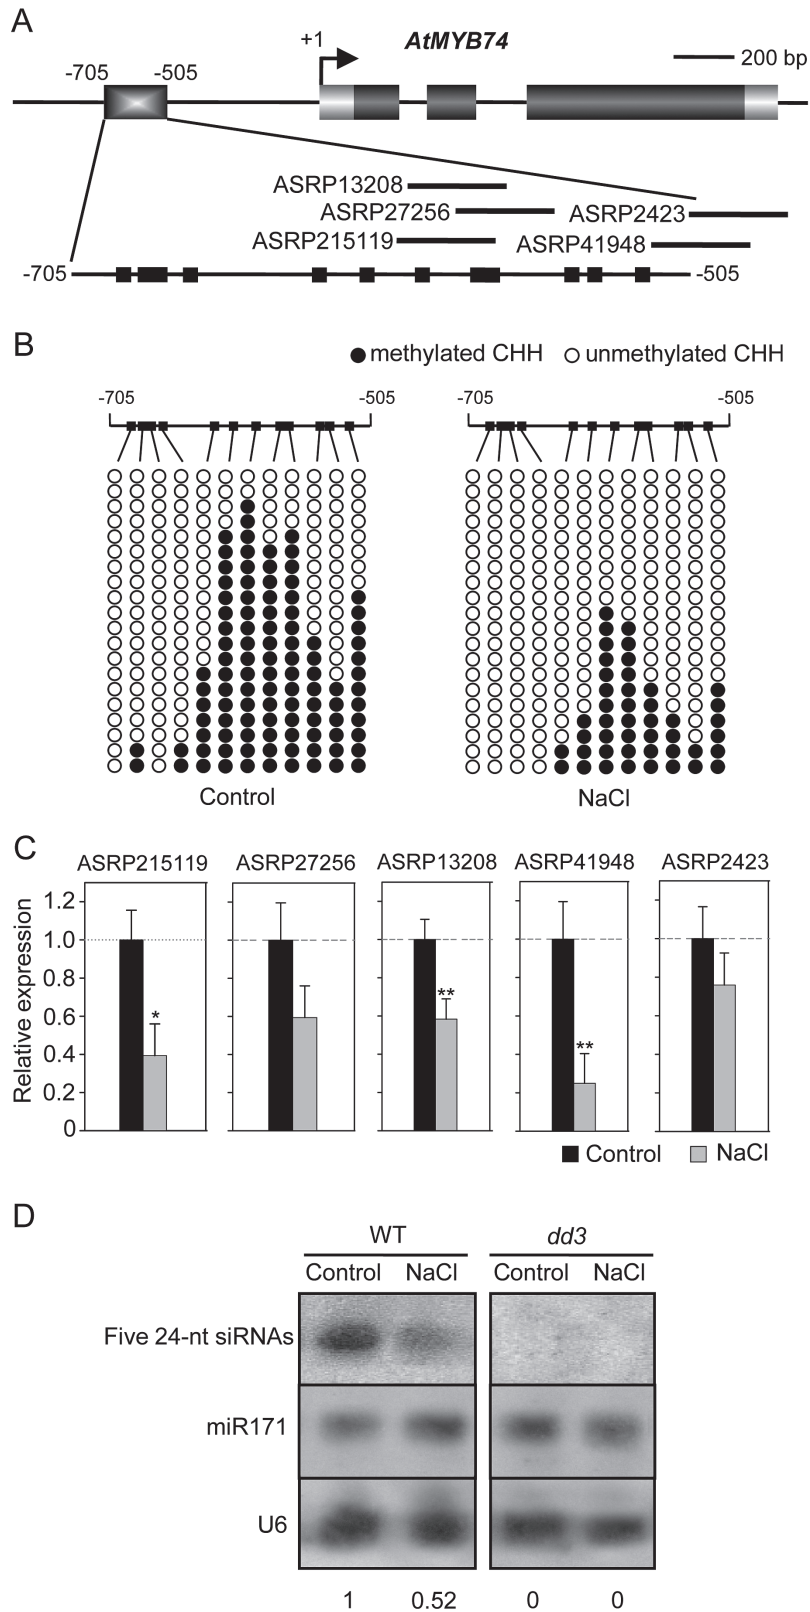 A
+1 AtMYB74
200 bp
-705 -505
ASRP13208
ASRP27256 ASRP2423
ASRP215119 ASRP41948
-705 -505
B
methylated CHH unmethylated CHH
-705 -505 -705 -505
Control NaCl
C
ASRP215119 ASRP27256 ASRP13208 ASRP41948 ASRP2423
Relative expression
1.2
1.0
0.8
0.6
0.4
0.2
0
*
**
**
Control NaCl
D
WT dd3
Control NaCl Control NaCl
Five 24-nt siRNAs
miR171
U6
1 0.52 0 0